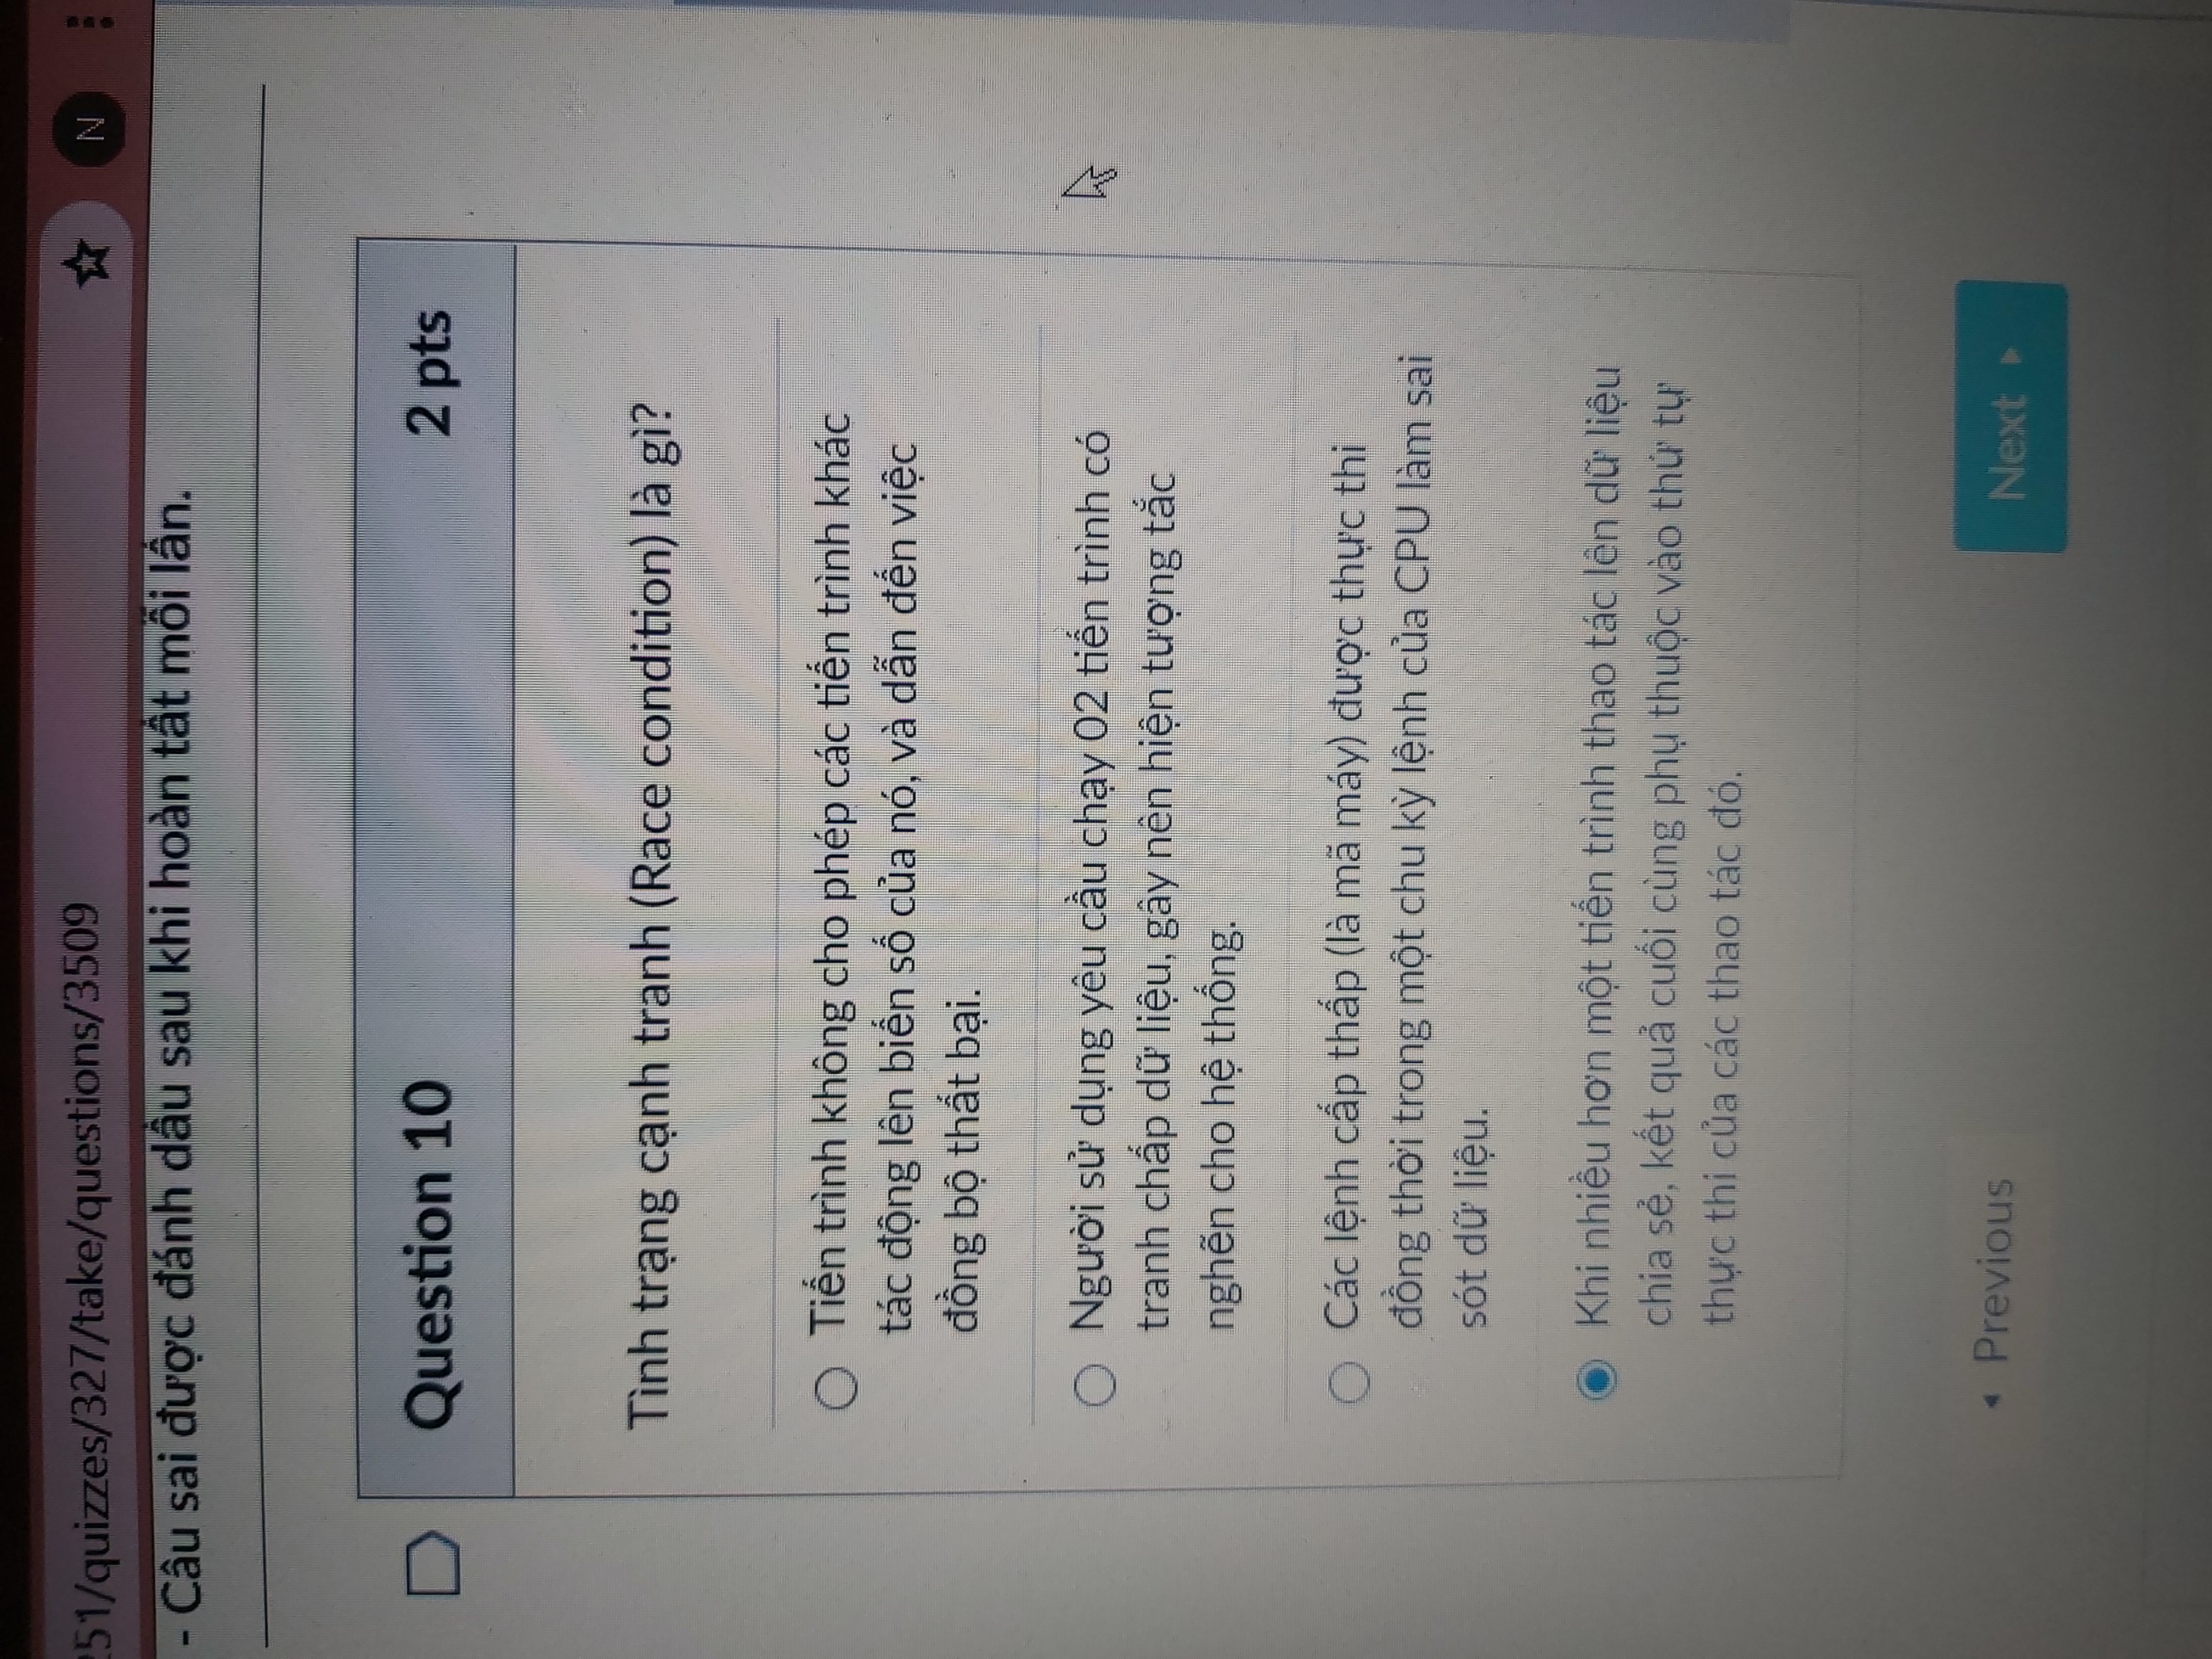 251/quizzes/327/take/questions/3509
N
- Câu sai được đánh dấu sau khi hoàn tất mỗi lần.
Question 10
2 pts
Tình trạng cạnh tranh (Race condition) là gì?
Tiến trình không cho phép các tiến trình khác
tác động lên biến số của nó, và dẫn đến việc
đồng bộ thất bại.
Người sử dụng yêu cầu chạy 02 tiến trình có
tranh chấp dữ liệu, gây nên hiện tượng tắc
nghẽn cho hệ thống.
Các lệnh cấp thấp (là mã máy) được thực thi
đồng thời trong một chu kỳ lệnh của CPU làm sai
sót dữ liệu.
Khi nhiều hơn một tiến trình thao tác lên dữ liệu
chia sẻ, kết quả cuối cùng phụ thuộc vào thứ tự
thực thi của các thao tác đó.
Previous
Next